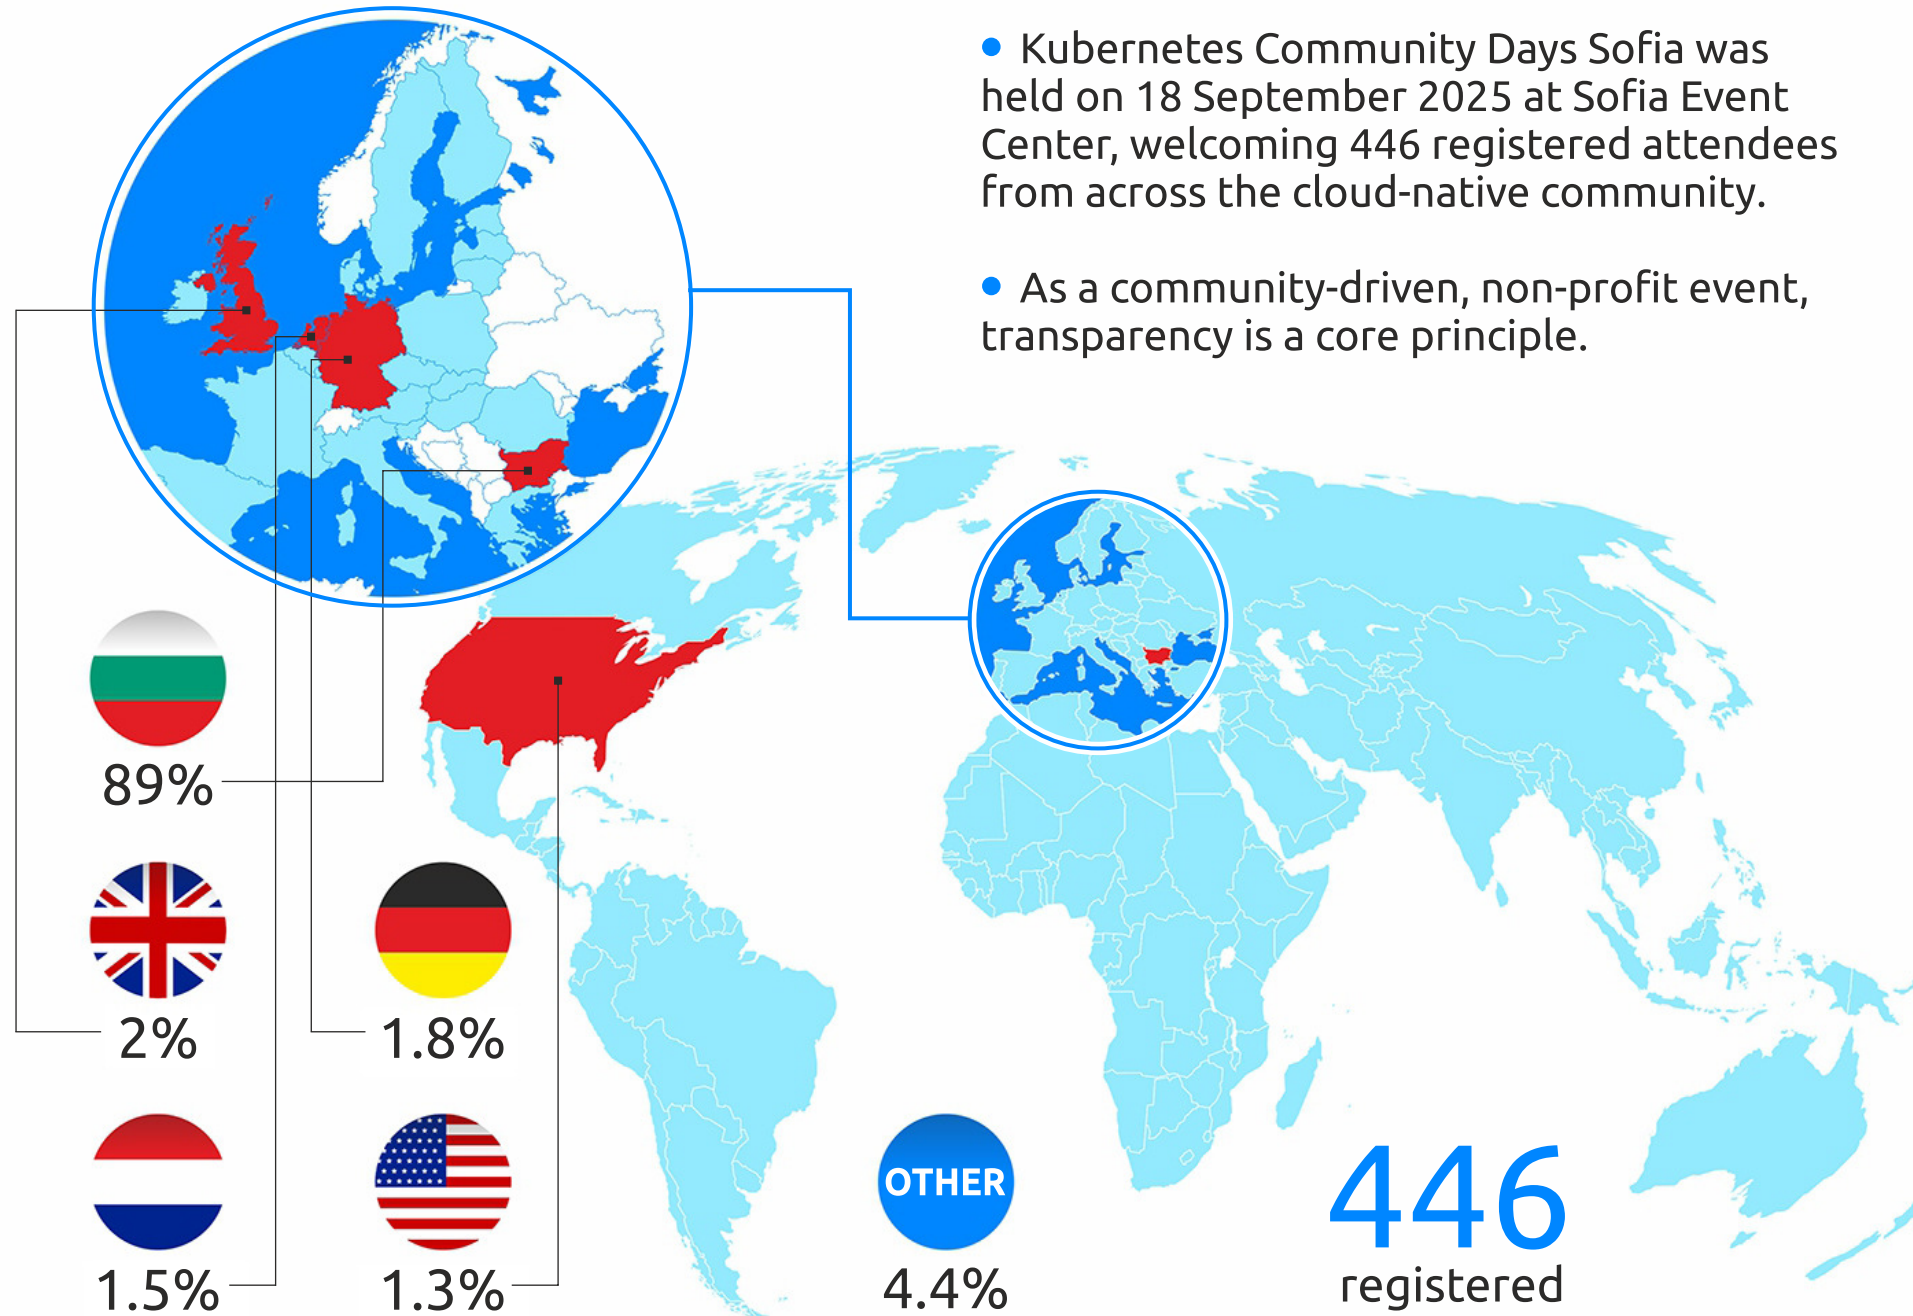 ● Kubernetes Community Days Sofia was
held on 18 September 2025 at Sofia Event
Center, welcoming 446 registered attendees
from across the cloud-native community.
● As a community-driven, non-profit event,
transparency is a core principle.
89%
2%
1.8%
1.5%
1.3%
OTHER
4.4%
446
registered